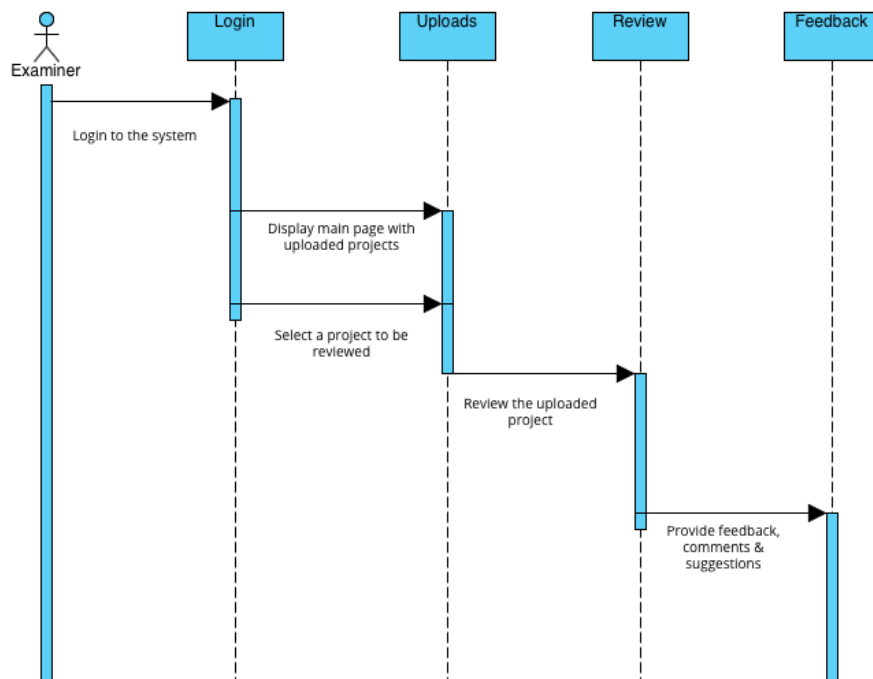 Login
Uploads
Review
Feedback
Examiner
Login to the system
Display main page with
uploaded projects
Select a project to be
reviewed
Review the uploaded
project
Provide feedback,
comments &
suggestions